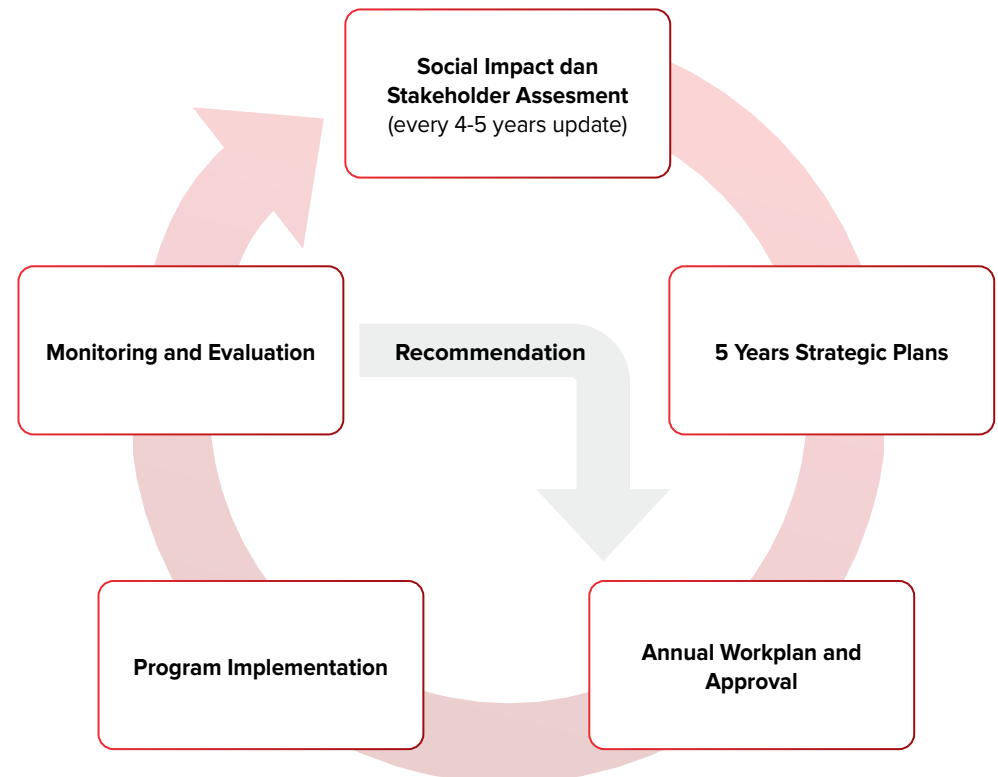 Social Impact dan
Stakeholder Assesment
(every 4-5 years update)
Monitoring and Evaluation
Recommendation
5 Years Strategic Plans
Program Implementation
Annual Workplan and
Approval